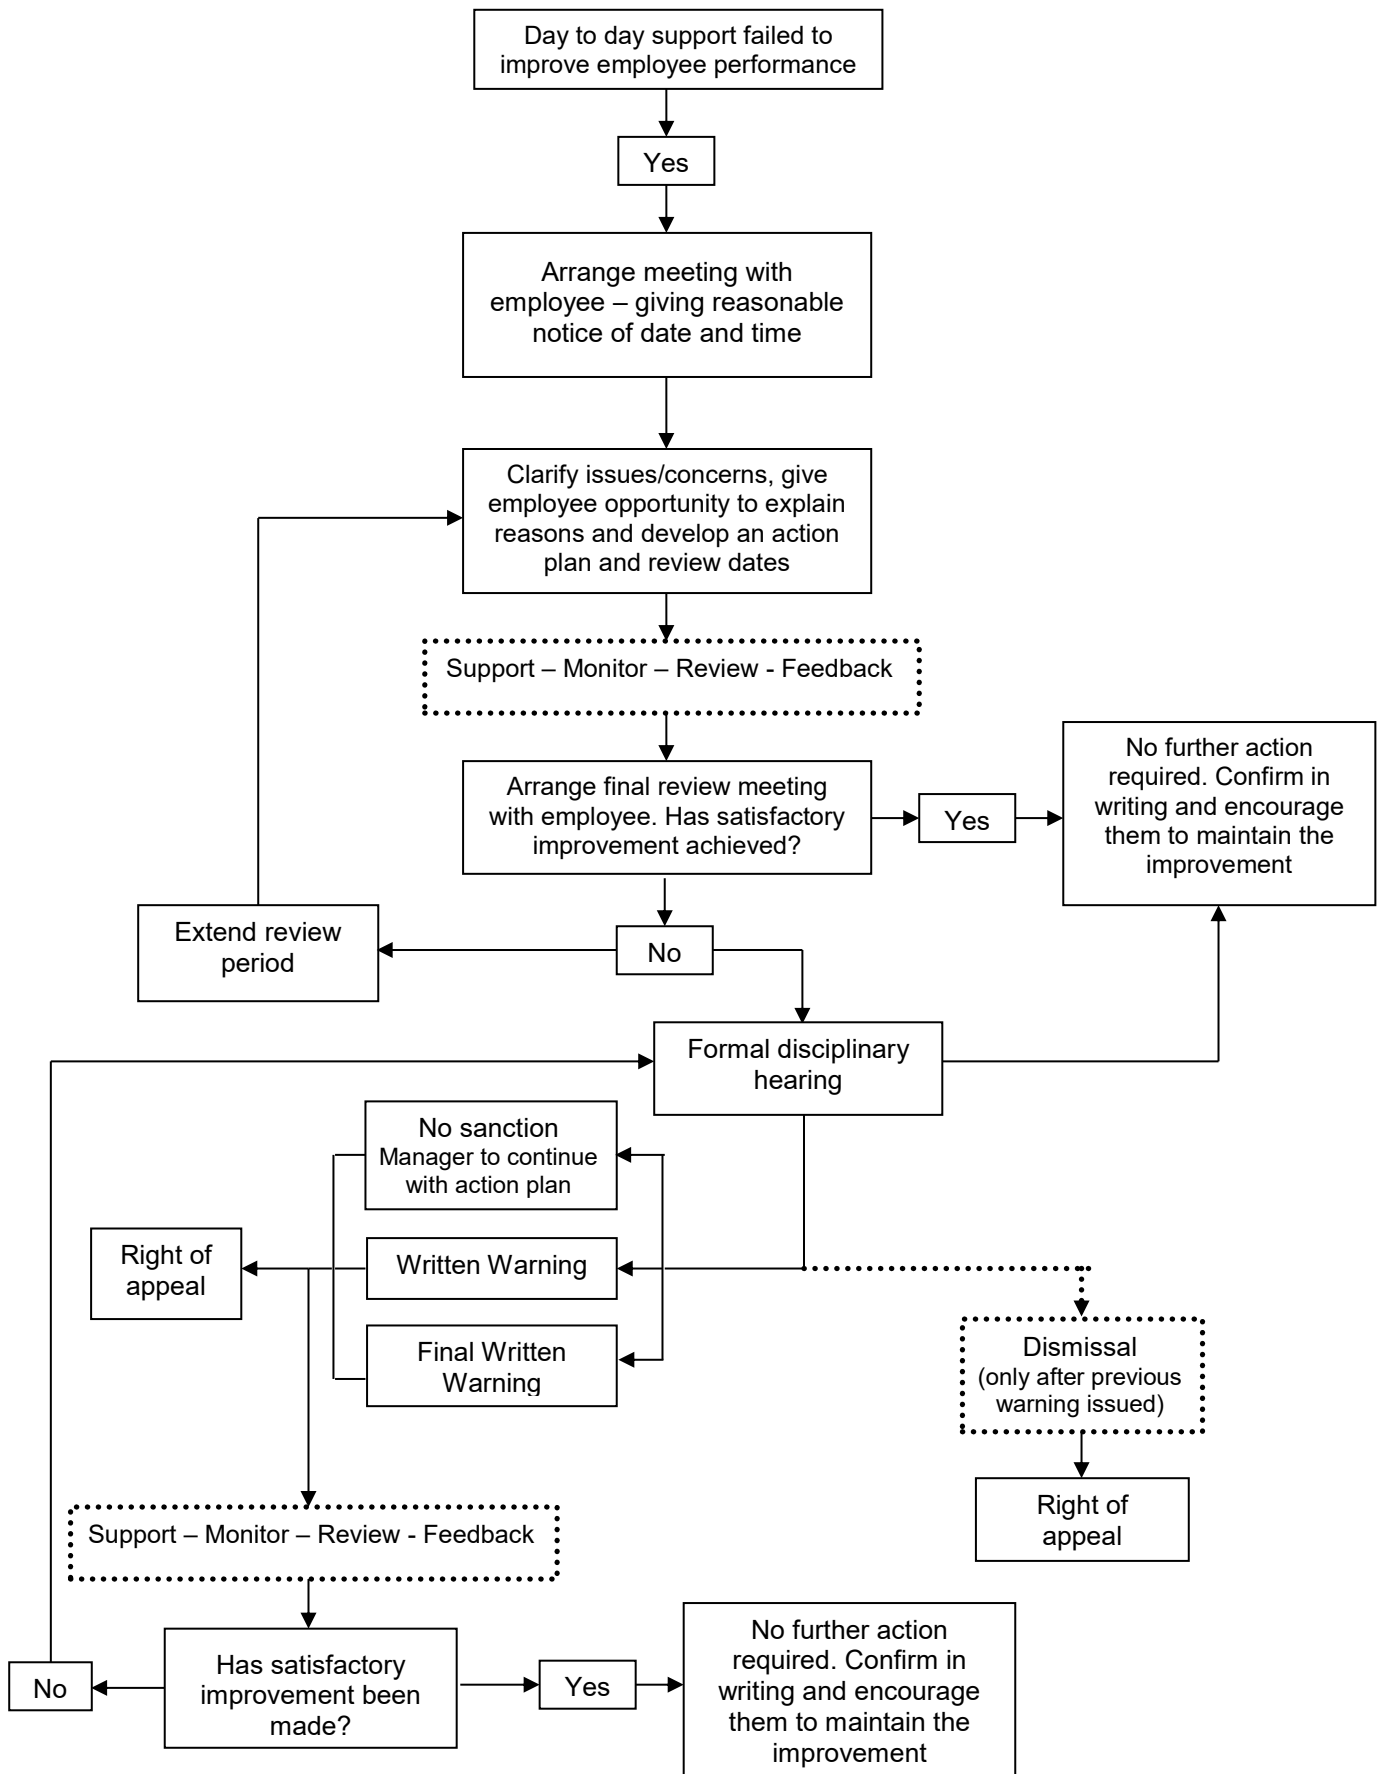 Day to day support failed to
improve employee performance
Yes
Arrange meeting with
employee – giving reasonable
notice of date and time
Clarify issues/concerns, give
employee opportunity to explain
reasons and develop an action
plan and review dates
Support – Monitor – Review - Feedback
Arrange final review meeting
with employee. Has satisfactory
improvement achieved?
Yes
No further action
required. Confirm in
writing and encourage
them to maintain the
improvement
Extend review
period
No
Formal disciplinary
hearing
No sanction
Manager to continue
with action plan
Right of
appeal
Written Warning
Final Written
Warning
Dismissal
(only after previous
warning issued)
Right of
appeal
Support – Monitor – Review - Feedback
No
Has satisfactory
improvement been
made?
Yes
No further action
required. Confirm in
writing and encourage
them to maintain the
improvement